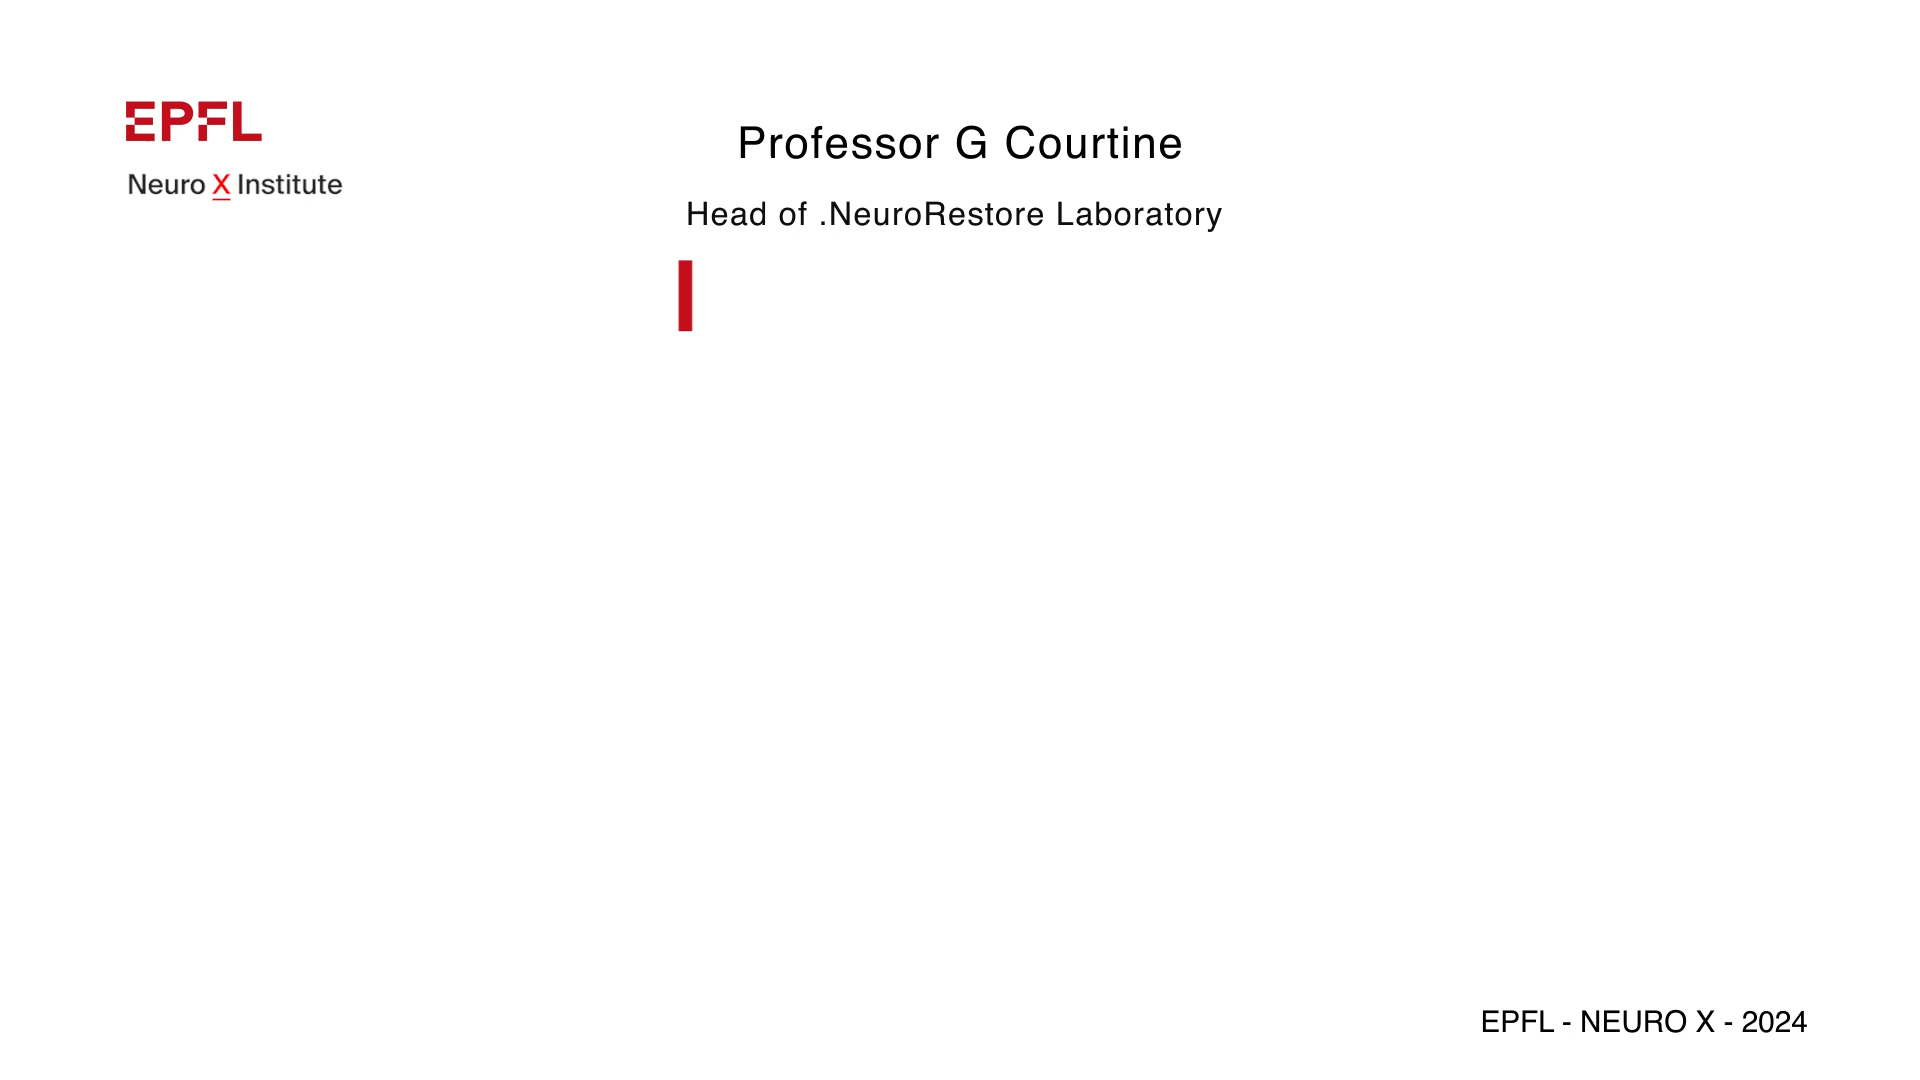 EPFL
Neuro X Institute
Professor G Courtine
Head of .NeuroRestore Laboratory
EPFL - NEURO X - 2024